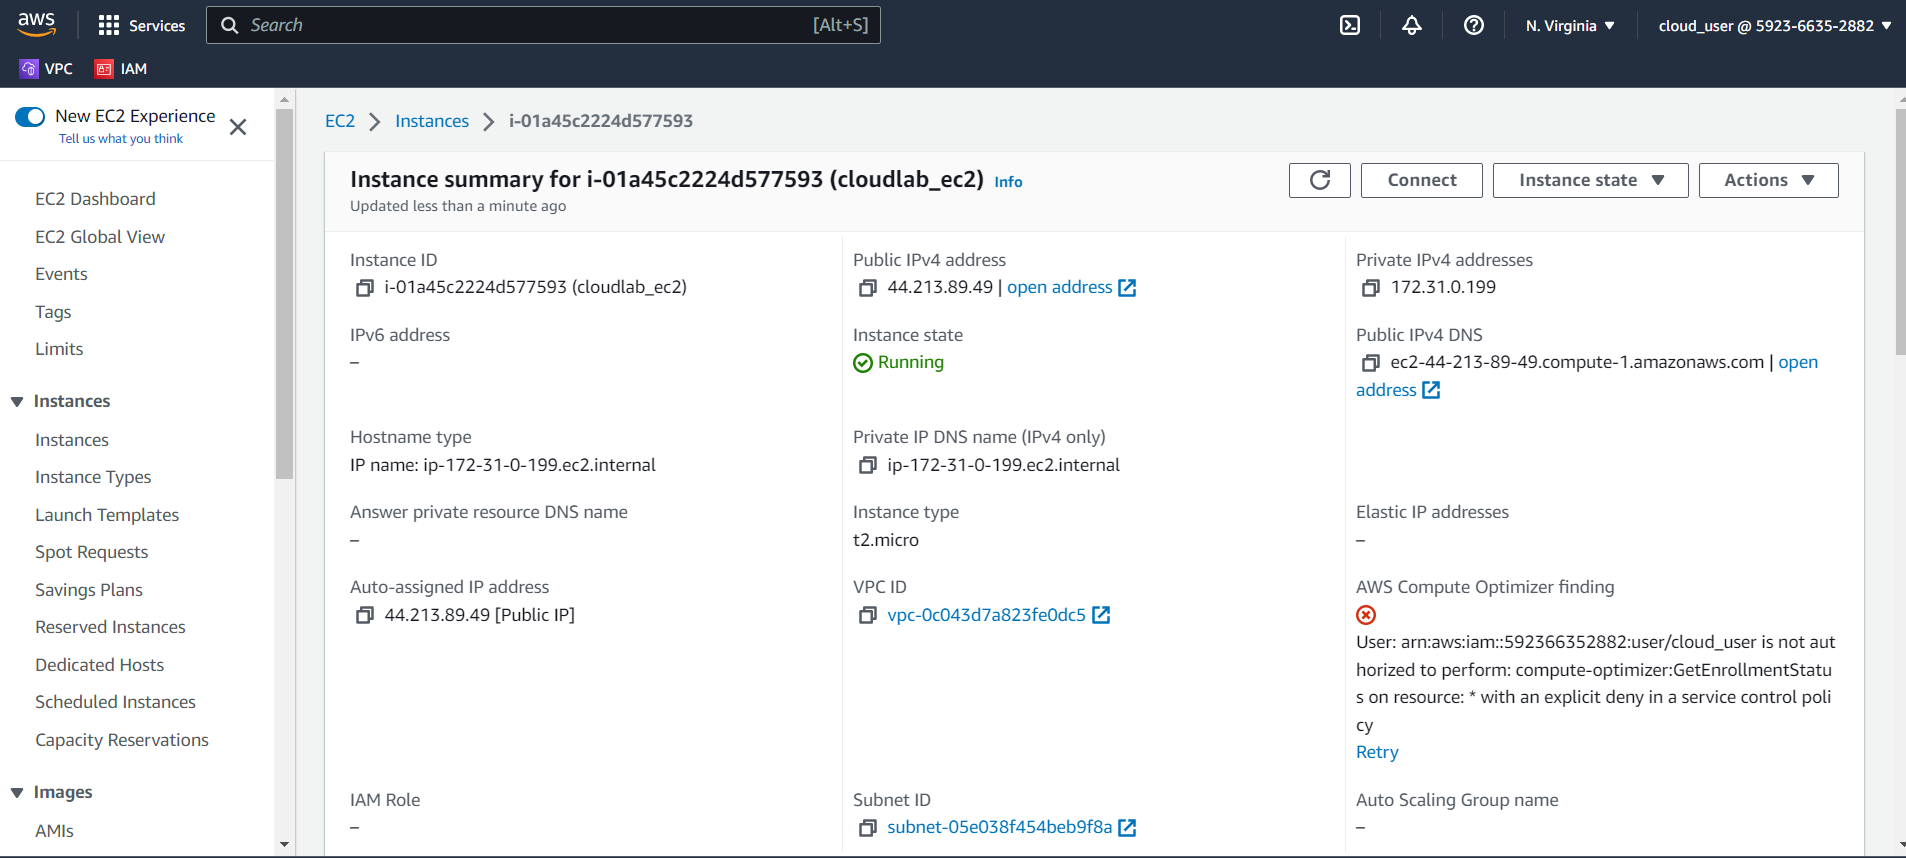 aws
Services
Search
[Alt+S]
N. Virginia
cloud_user @ 5923-6635-2882
VPC
IAM
New EC2 Experience
Tell us what you think
EC2 Dashboard
EC2 Global View
Events
Tags
Limits
Instances
Instances
Instance Types
Launch Templates
Spot Requests
Savings Plans
Reserved Instances
Dedicated Hosts
Scheduled Instances
Capacity Reservations
Images
AMIs
EC2
Instances
i-01a45c2224d577593
Instance summary for i-01a45c2224d577593 (cloudlab_ec2) Info
Updated less than a minute ago
Connect
Instance state
Actions
Instance ID
i-01a45c2224d577593 (cloudlab_ec2)
Public IPv4 address
44.213.89.49 | open address
Private IPv4 addresses
172.31.0.199
IPv6 address
–
Instance state
Running
Public IPv4 DNS
ec2-44-213-89-49.compute-1.amazonaws.com | open
address
Hostname type
IP name: ip-172-31-0-199.ec2.internal
Private IP DNS name (IPv4 only)
ip-172-31-0-199.ec2.internal
Answer private resource DNS name
–
Instance type
t2.micro
Elastic IP addresses
–
Auto-assigned IP address
44.213.89.49 [Public IP]
VPC ID
vpc-0c043d7a823fe0dc5
AWS Compute Optimizer finding
User: arn:aws:iam::592366352882:user/cloud_user is not aut
horized to perform: compute-optimizer:GetEnrollmentStatu
s on resource: * with an explicit deny in a service control poli
cy
Retry
IAM Role
–
Subnet ID
subnet-05e038f454beb9f8a
Auto Scaling Group name
–